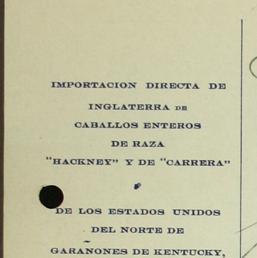 IMPORTACION DIRECTA DE
INGLATERRA DE
CABALLOS ENTEROS
DE RAZA
"HACKNEY" Y DE "CARRERA"
DE LOS ESTADOS UNIDOS
DEL NORTE DE
GARAÑONES DE KENTUCKY,